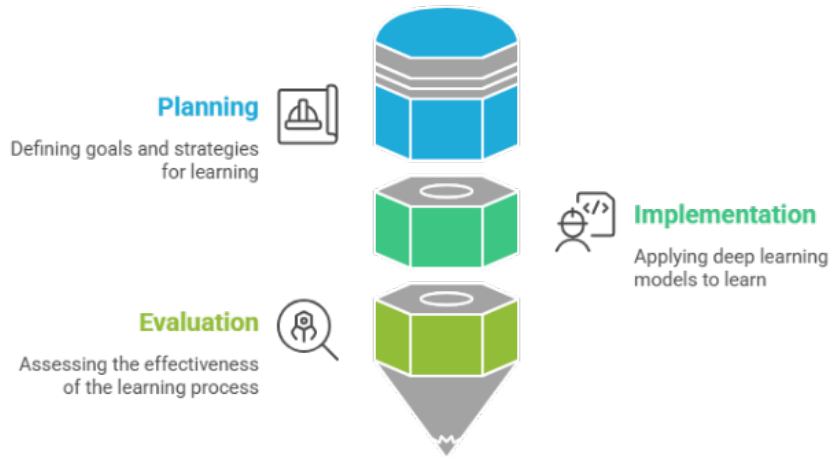 Planning
Defining goals and strategies
for learning
</>
Implementation
Applying deep learning
models to learn
Evaluation
Assessing the effectiveness
of the learning process